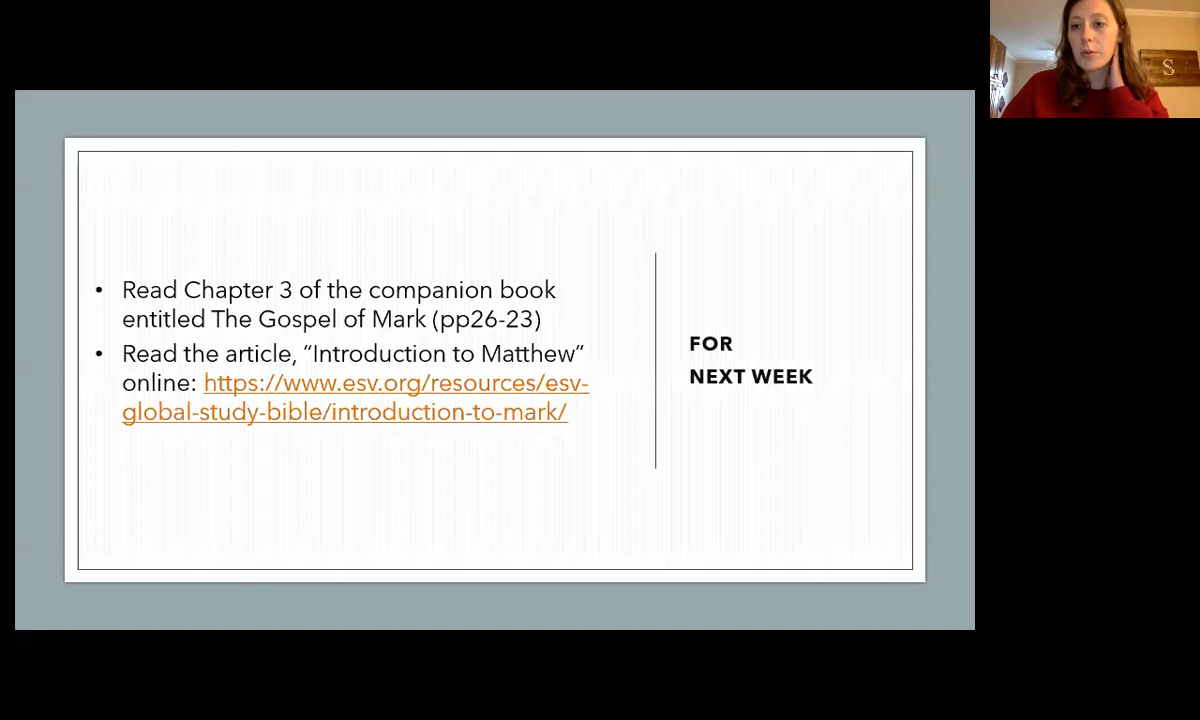 • Read Chapter 3 of the companion book
entitled The Gospel of Mark (pp26-23)
• Read the article, “Introduction to Matthew“
online: https://www.esv.org/resources/esv-
global-study-bible/introduction-to-mark/
FOR
NEXT WEEK
S